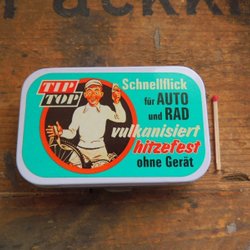 TIP
TOP
Schnellflick
für AUTO
und RAD
vulkanisiert
hitzefest
ohne Gerät